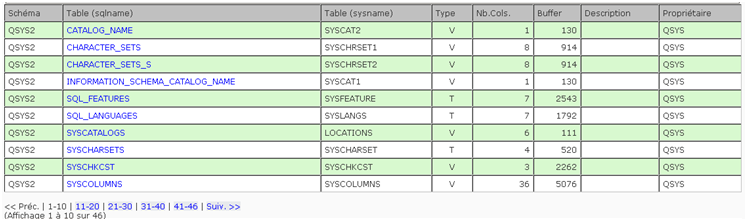 Schéma Table (sqlname) Table (sysname) Type Nb.Cols. Buffer Description Propriétaire
QSYS2 CATALOG_NAME SYSCAT2 V 1 130 QSYS
QSYS2 CHARACTER_SETS SYSCHRSET1 V 8 914 QSYS
QSYS2 CHARACTER_SETS_S SYSCHRSET2 V 8 914 QSYS
QSYS2 INFORMATION_SCHEMA_CATALOG_NAME SYSCAT1 V 1 130 QSYS
QSYS2 SQL_FEATURES SYSFEATURE T 7 2543 QSYS
QSYS2 SQL_LANGUAGES SYSLANGS T 7 1792 QSYS
QSYS2 SYSCATALOGS LOCATIONS V 6 111 QSYS
QSYS2 SYSCHARSETS SYSCHARSET T 4 520 QSYS
QSYS2 SYSCHKCST SYSCHKCST V 3 2262 QSYS
QSYS2 SYSCOLUMNS SYSCOLUMNS V 36 5076 QSYS
<< Préc. | 1-10 | 11-20 | 21-30 | 31-40 | 41-46 | Suiv. >>
(Affichage 1 à 10 sur 46)